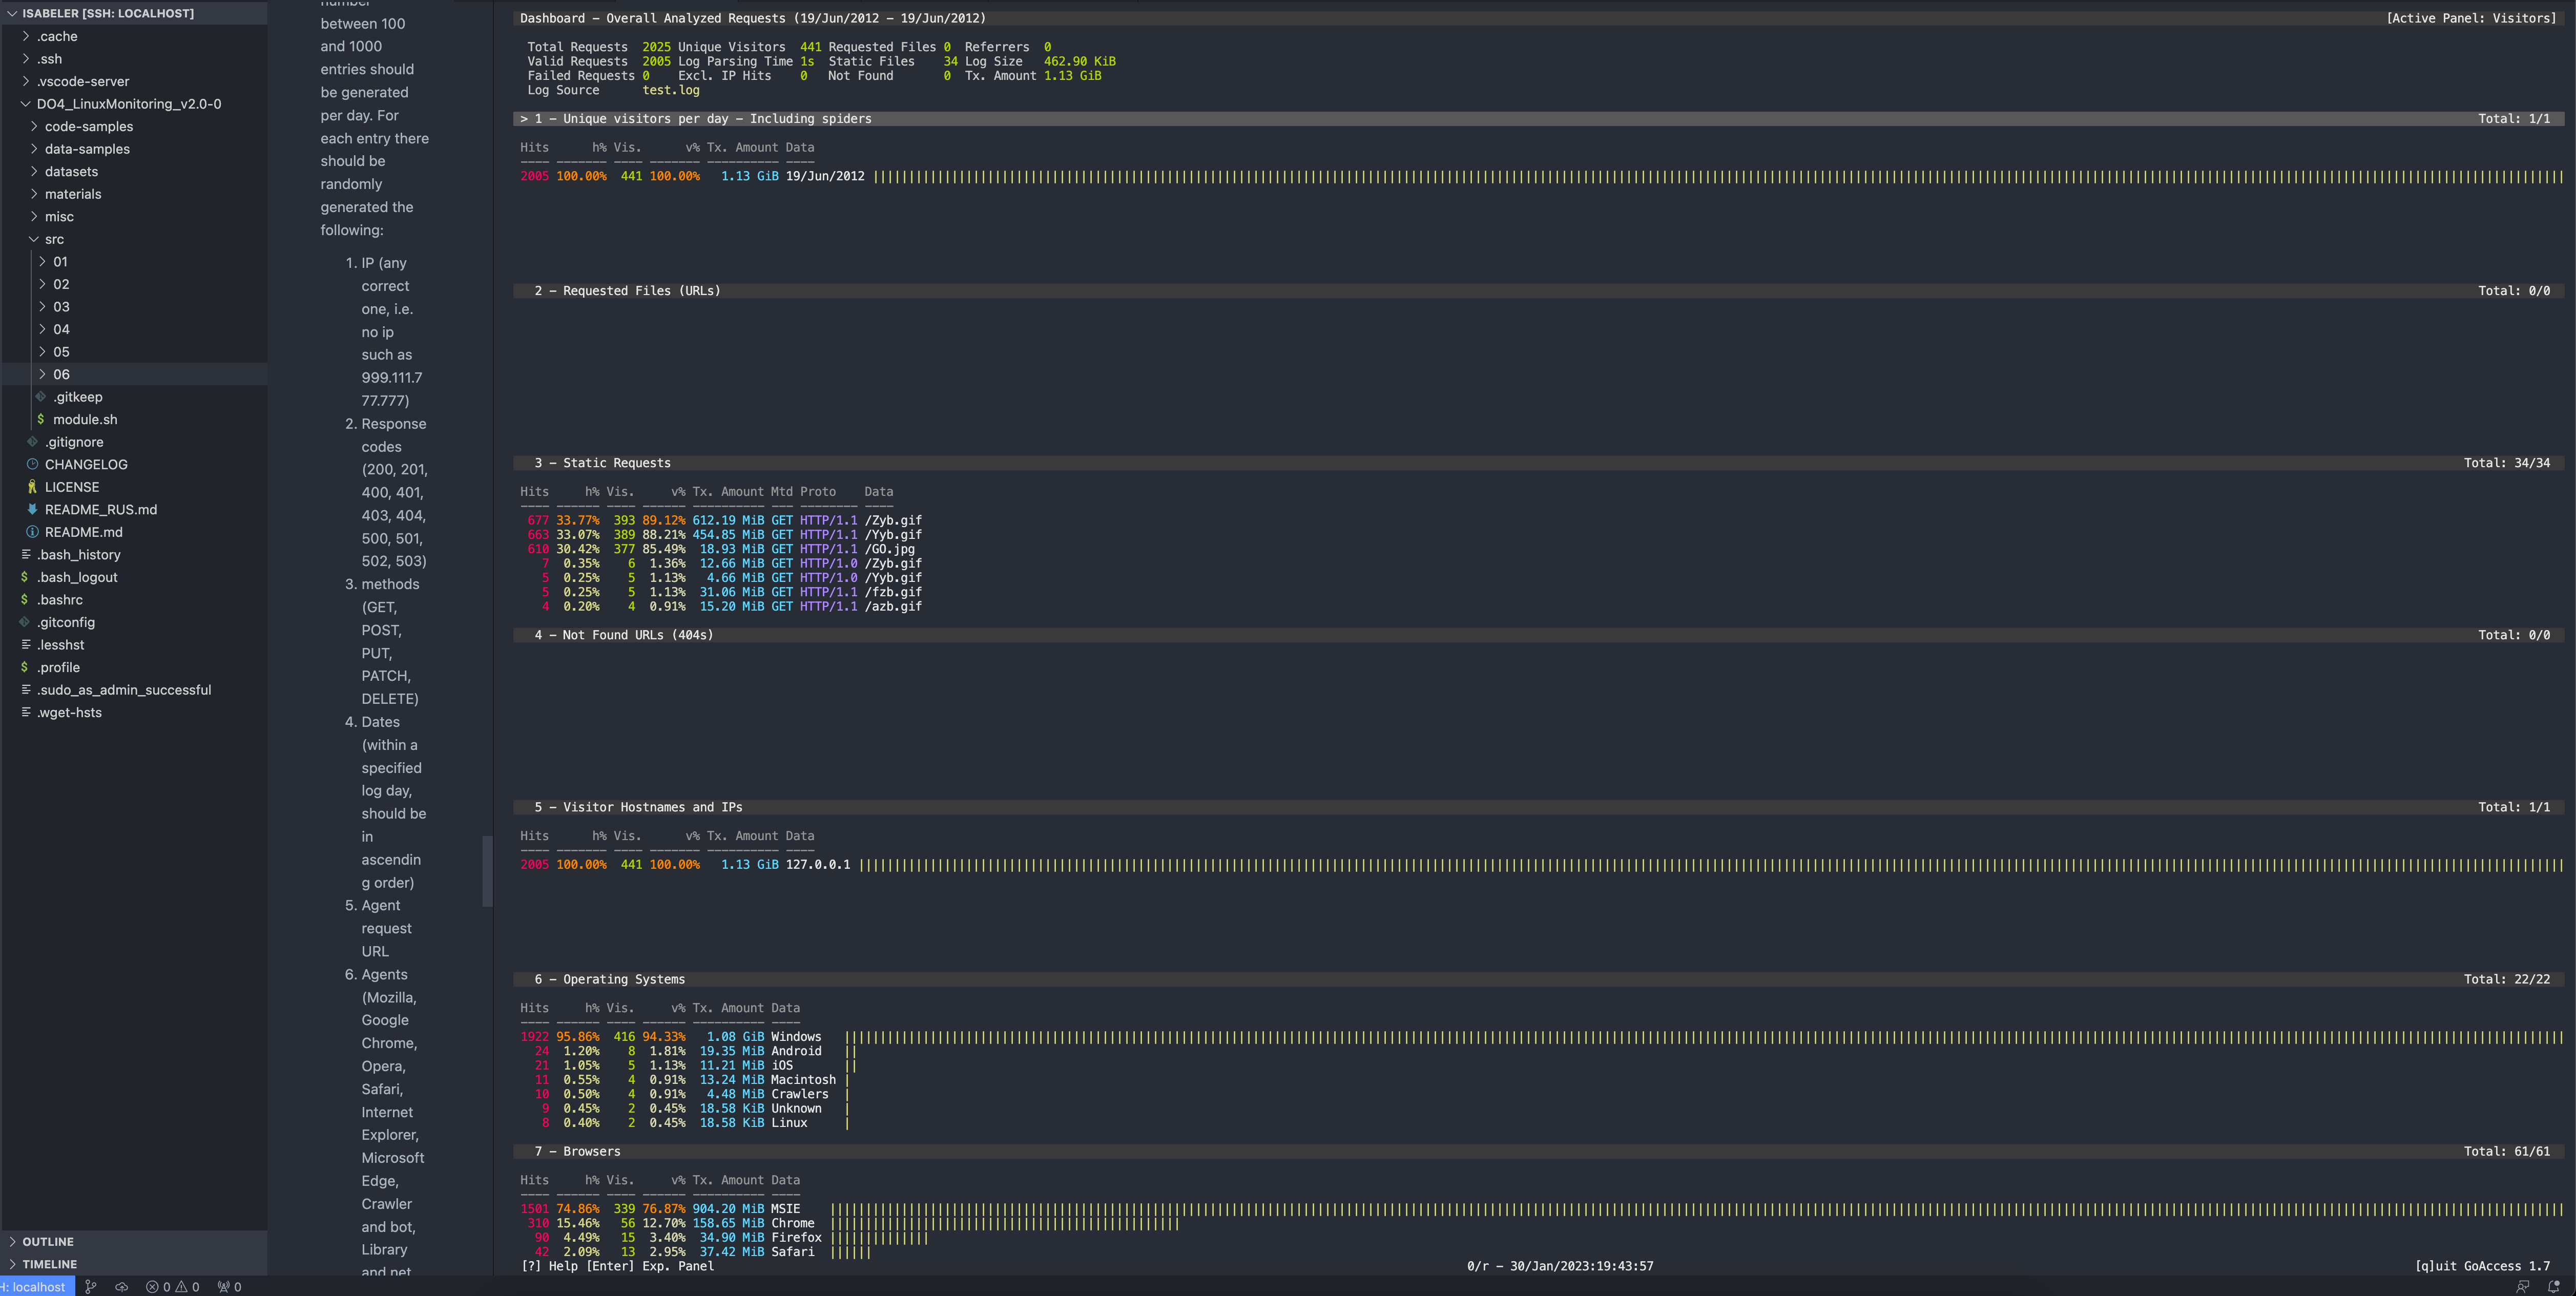 ISABELER [SSH: LOCALHOST]
.cache
.ssh
.vscode-server
DO4_LinuxMonitoring_v2.0-0
code-samples
data-samples
datasets
materials
misc
src
01
02
03
04
05
06
.gitkeep
$ module.sh
.gitignore
CHANGELOG
LICENSE
README_RUS.md
README.md
.bash_history
$ .bash_logout
$ .bashrc
.gitconfig
.lesshst
$ .profile
.sudo_as_admin_successful
.wget-hsts
OUTLINE
TIMELINE
number
between 100
and 1000
entries should
be generated
per day. For
each entry there
should be
randomly
generated the
following:
1. IP (any
correct
one, i.e.
no ip
such as
999.111.7
77.777)
2. Response
codes
(200, 201,
400, 401,
403, 404,
500, 501,
502, 503)
3. methods
(GET,
POST,
PUT,
PATCH,
DELETE)
4. Dates
(within a
specified
log day,
should be
in
ascendin
g order)
5. Agent
request
URL
6. Agents
(Mozilla,
Google
Chrome,
Opera,
Safari,
Internet
Explorer,
Microsoft
Edge,
Crawler
and bot,
Library
and net
Dashboard - Overall Analyzed Requests (19/Jun/2012 - 19/Jun/2012) [Active Panel: Visitors]
Total Requests 2025 Unique Visitors 441 Requested Files 0 Referrers 0
Valid Requests 2005 Log Parsing Time 1s Static Files 34 Log Size 462.90 KiB
Failed Requests 0 Excl. IP Hits 0 Not Found 0 Tx. Amount 1.13 GiB
Log Source test.log
> 1 - Unique visitors per day - Including spiders Total: 1/1
Hits h% Vis. v% Tx. Amount Data
2005 100.00% 441 100.00% 1.13 GiB 19/Jun/2012
2 - Requested Files (URLs) Total: 0/0
3 - Static Requests Total: 34/34
Hits h% Vis. v% Tx. Amount Mtd Proto Data
677 33.77% 393 89.12% 612.19 MiB GET HTTP/1.1 /Zyb.gif
663 33.07% 389 88.21% 454.85 MiB GET HTTP/1.1 /Yyb.gif
610 30.42% 377 85.49% 18.93 MiB GET HTTP/1.1 /GO.jpg
7 0.35% 6 1.36% 12.66 MiB GET HTTP/1.0 /Zyb.gif
5 0.25% 5 1.13% 4.66 MiB GET HTTP/1.0 /Yyb.gif
5 0.25% 5 1.13% 31.06 MiB GET HTTP/1.1 /fzb.gif
4 0.20% 4 0.91% 15.20 MiB GET HTTP/1.1 /azb.gif
4 - Not Found URLs (404s) Total: 0/0
5 - Visitor Hostnames and IPs Total: 1/1
Hits h% Vis. v% Tx. Amount Data
2005 100.00% 441 100.00% 1.13 GiB 127.0.0.1
6 - Operating Systems Total: 22/22
Hits h% Vis. v% Tx. Amount Data
1922 95.86% 416 94.33% 1.08 GiB Windows
24 1.20% 8 1.81% 19.35 MiB Android
21 1.05% 5 1.13% 11.21 MiB iOS
11 0.55% 4 0.91% 13.24 MiB Macintosh
10 0.50% 4 0.91% 4.48 MiB Crawlers
9 0.45% 2 0.45% 18.58 KiB Unknown
8 0.40% 2 0.45% 18.58 KiB Linux
7 - Browsers Total: 61/61
Hits h% Vis. v% Tx. Amount Data
1501 74.86% 339 76.87% 904.20 MiB MSIE
310 15.46% 56 12.70% 158.65 MiB Chrome
90 4.49% 15 3.40% 34.90 MiB Firefox
42 2.09% 13 2.95% 37.42 MiB Safari
[?] Help [Enter] Exp. Panel 0/r - 30/Jan/2023:19:43:57 [q]uit GoAccess 1.7
H: localhost 0 0 0